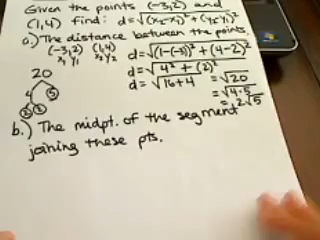 Given the points (-3,2) and
(1,4) find: d=√(x₂-x₁)²+(y₂-y₁)²
a.) The distance between the points.
(-3,2) (1,4) d=√(1-(-3))²+(4-2)²
x₁ y₁ x₂ y₂
20 d=√4²+(2)²
4 5 d=√16+4 =√20
2 2 =√4·5
=2√5
b.) The midpt. of the segment
joining these pts.